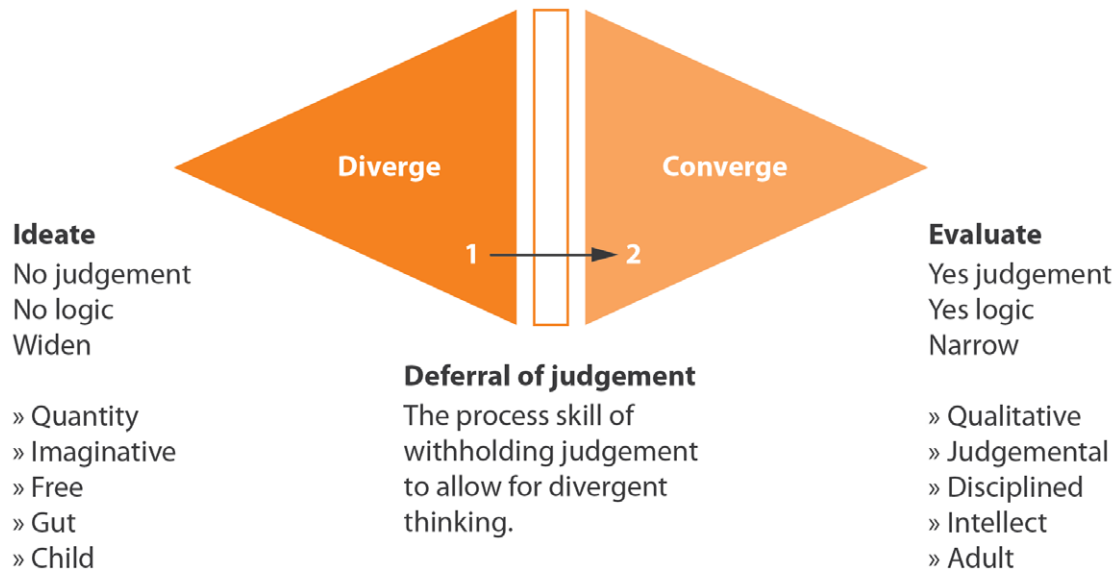 Diverge
Converge
1
2
Ideate
No judgement
No logic
Widen
» Quantity
» Imaginative
» Free
» Gut
» Child
Deferral of judgement
The process skill of
withholding judgement
to allow for divergent
thinking.
Evaluate
Yes judgement
Yes logic
Narrow
» Qualitative
» Judgemental
» Disciplined
» Intellect
» Adult